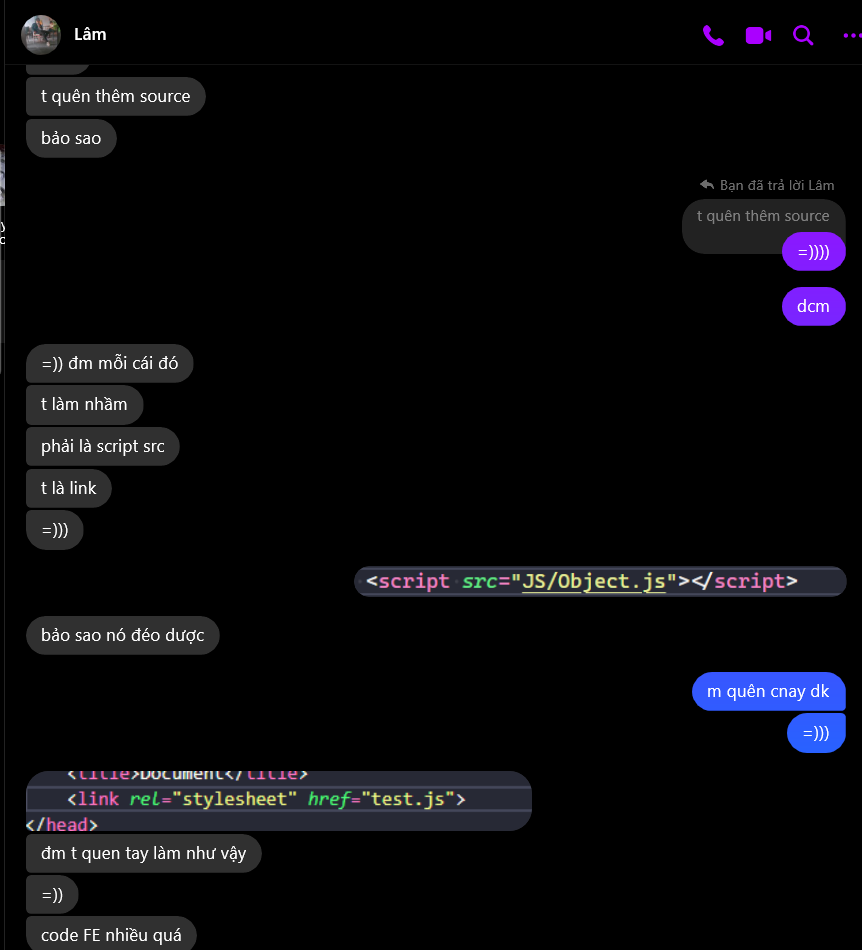 Lâm
t quên thêm source
bảo sao
Bạn đã trả lời Lâm
t quên thêm source
=))))
dcm
=)) đm mỗi cái đó
t làm nhầm
phải là script src
t là link
=)))
<script src="JS/Object.js"></script>
bảo sao nó đéo dược
m quên cnay dk
=)))
<title>Document</title>
<link rel="stylesheet" href="test.js">
</head>
đm t quen tay làm như vậy
=))
code FE nhiều quá